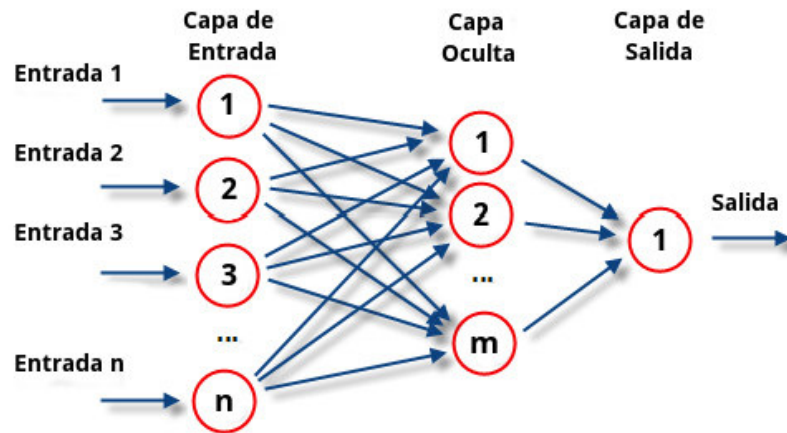 Capa de
Entrada
Capa
Oculta
Capa de
Salida
Entrada 1
1
Entrada 2
2
Entrada 3
3
...
Entrada n
n
1
2
...
m
1
Salida